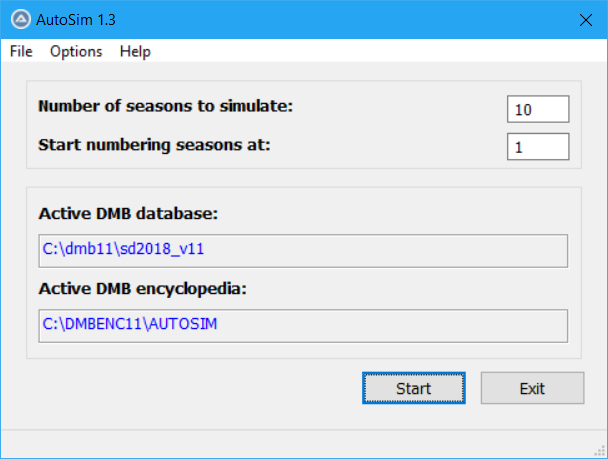 AutoSim 1.3
File Options Help
Number of seasons to simulate: 10
Start numbering seasons at: 1
Active DMB database:
C:\dmb11\sd2018_v11
Active DMB encyclopedia:
C:\DMBENC11\AUTOSIM
Start Exit